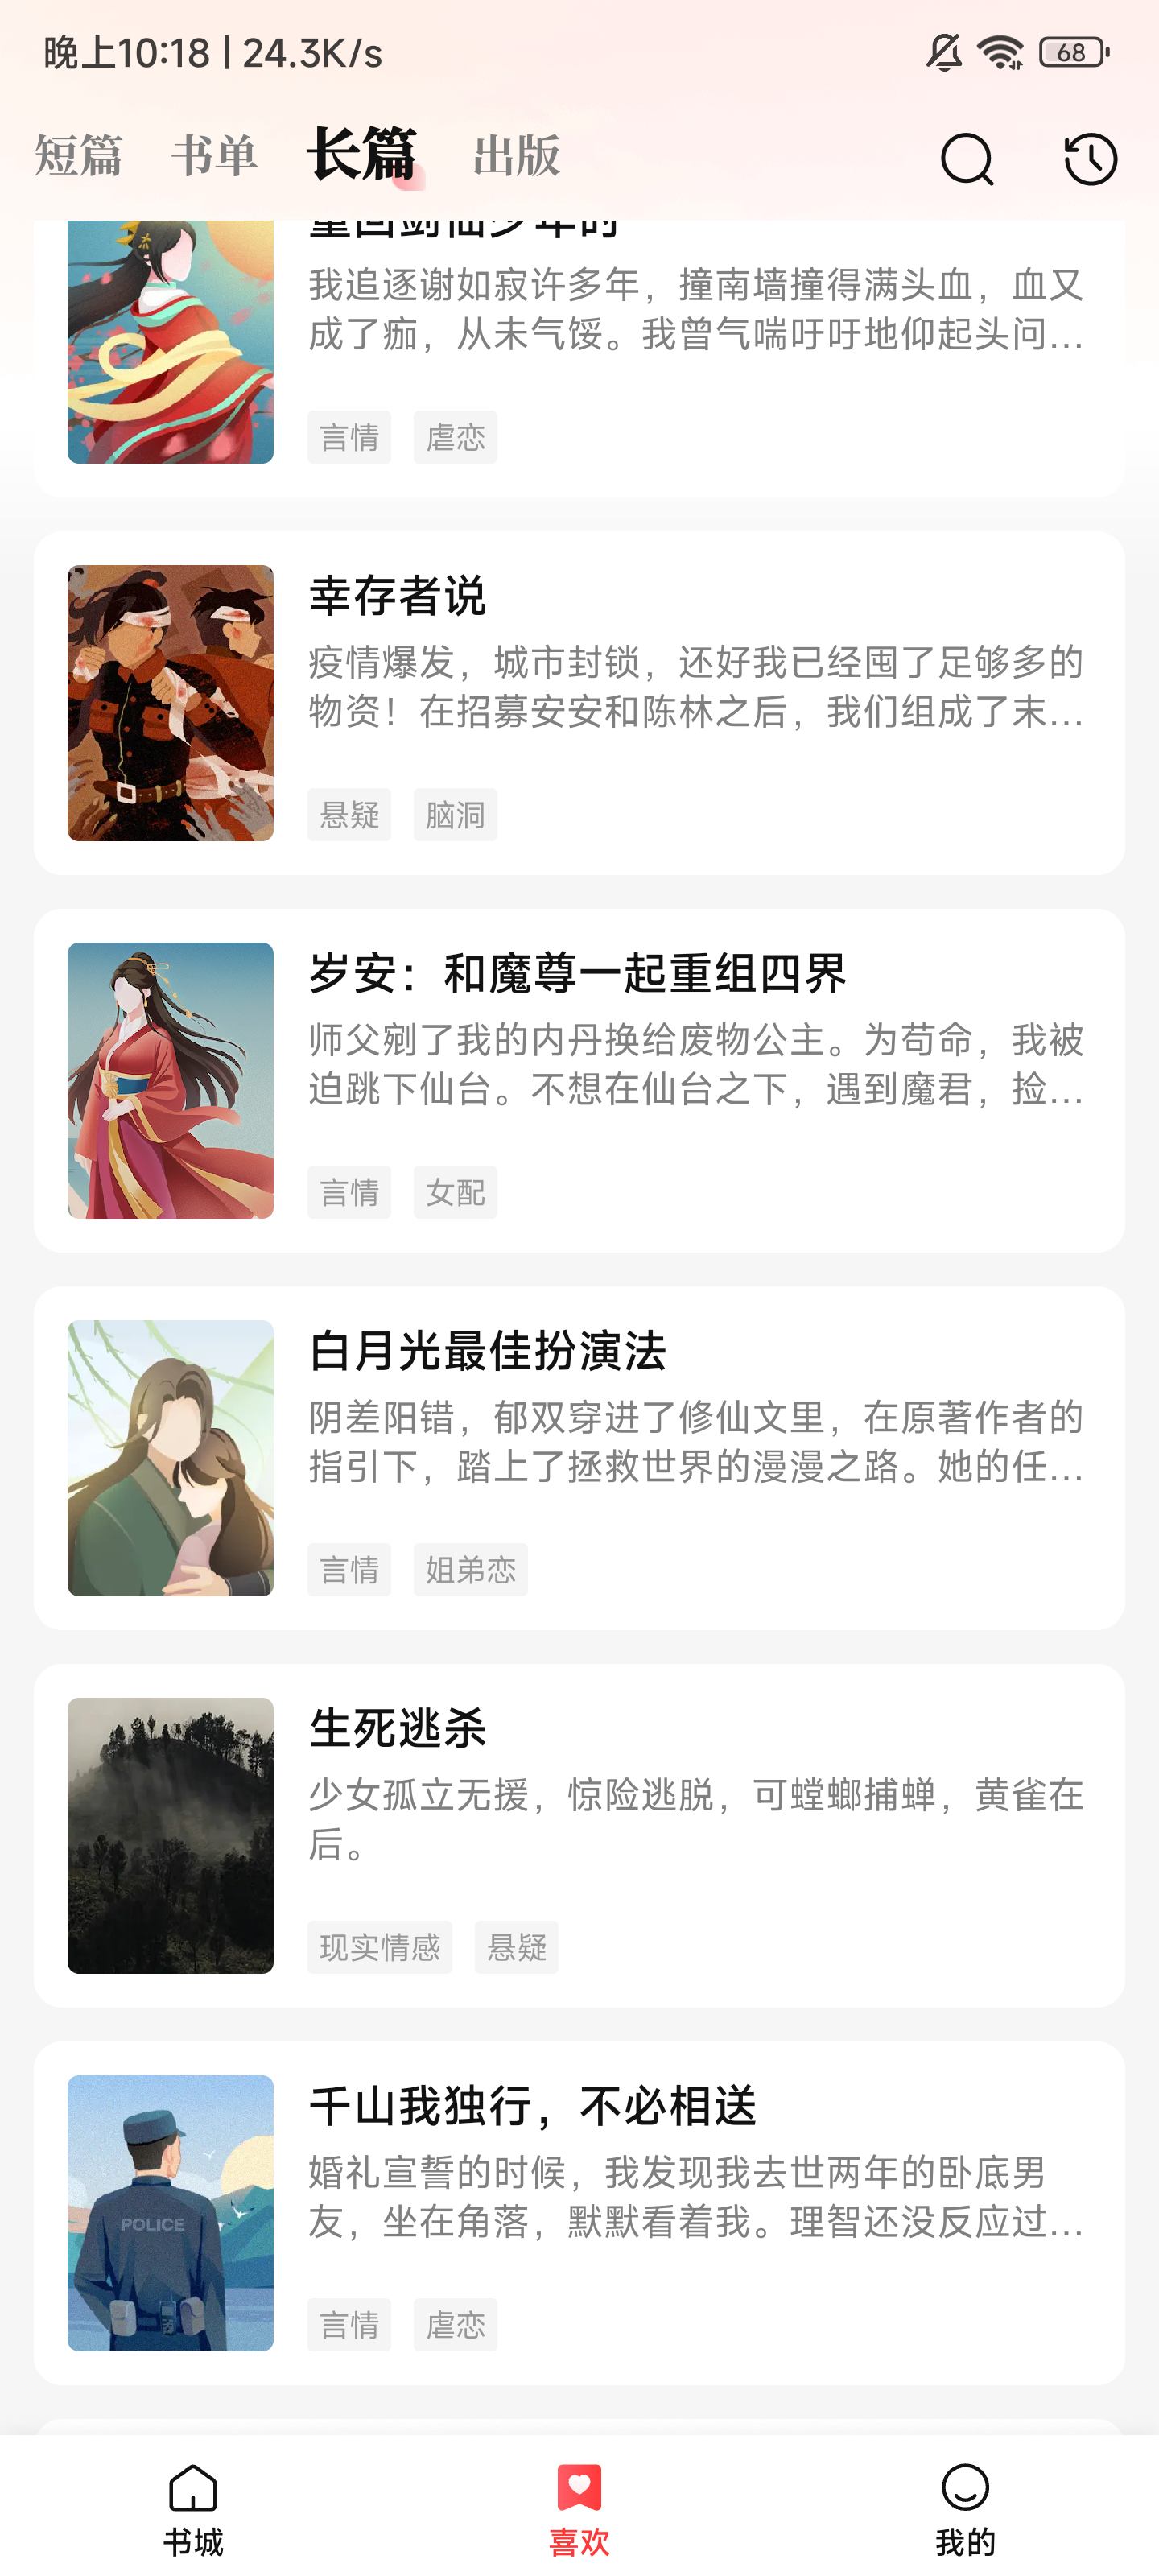 晚上10:18 | 24.3K/s
68
短篇 书单 长篇 出版
重回剑仙少年时
我追逐谢如寂许多年，撞南墙撞得满头血，血又
成了痂，从未气馁。我曾气喘吁吁地仰起头问...
言情 虐恋
幸存者说
疫情爆发，城市封锁，还好我已经囤了足够多的
物资！在招募安安和陈林之后，我们组成了末...
悬疑 脑洞
岁安：和魔尊一起重组四界
师父剜了我的内丹换给废物公主。为苟命，我被
迫跳下仙台。不想在仙台之下，遇到魔君，捡...
言情 女配
白月光最佳扮演法
阴差阳错，郁双穿进了修仙文里，在原著作者的
指引下，踏上了拯救世界的漫漫之路。她的任...
言情 姐弟恋
生死逃杀
少女孤立无援，惊险逃脱，可螳螂捕蝉，黄雀在
后。
现实情感 悬疑
千山我独行，不必相送
婚礼宣誓的时候，我发现我去世两年的卧底男
友，坐在角落，默默看着我。理智还没反应过...
POLICE
言情 虐恋
书城 喜欢 我的